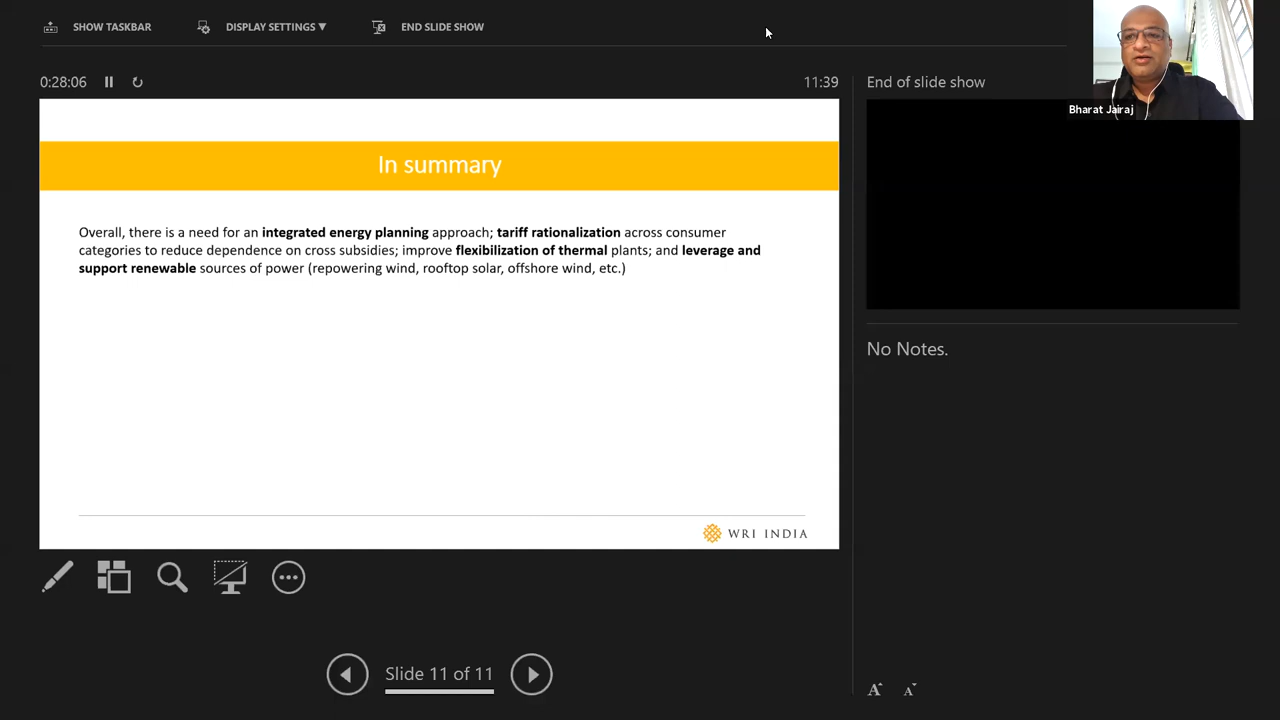 SHOW TASKBAR
DISPLAY SETTINGS ▼
END SLIDE SHOW
0:28:06
11:39
End of slide show
Bharat Jairaj
In summary
Overall, there is a need for an integrated energy planning approach; tariff rationalization across consumer
categories to reduce dependence on cross subsidies; improve flexibilization of thermal plants; and leverage and
support renewable sources of power (repowering wind, rooftop solar, offshore wind, etc.)
WRI INDIA
No Notes.
Slide 11 of 11
A A